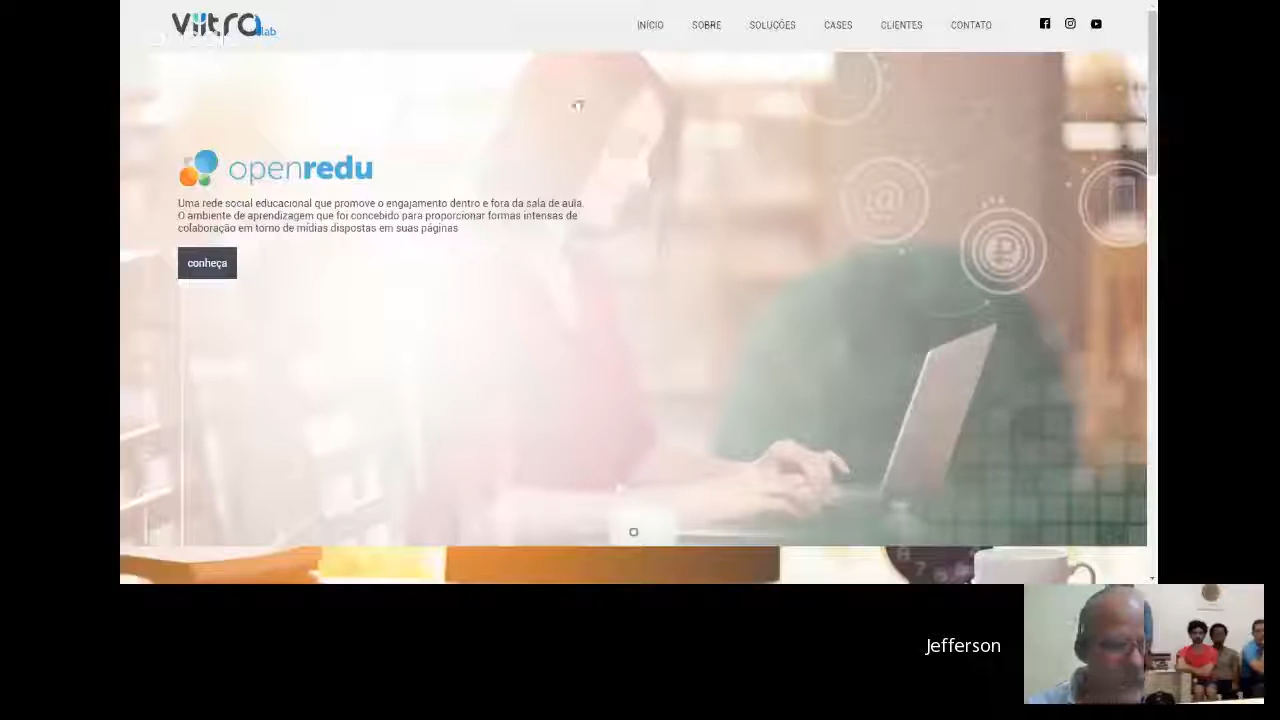 Viitra lab
INÍCIO SOBRE SOLUÇÕES CASES CLIENTES CONTATO
openredu
Uma rede social educacional que promove o engajamento dentro e fora da sala de aula.
O ambiente de aprendizagem que foi concebido para proporcionar formas intensas de
colaboração em torno de mídias dispostas em suas páginas
conheça
Jefferson